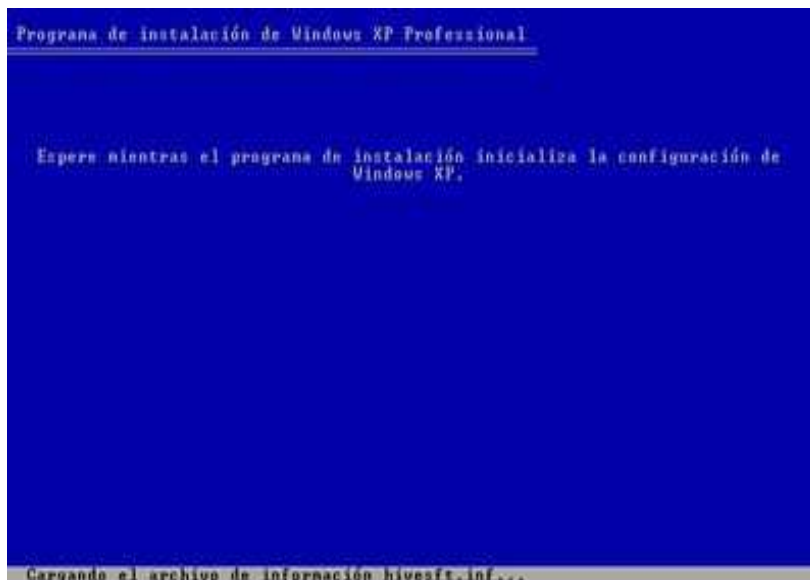 Programa de instalación de Windows XP Professional
Espere mientras el programa de instalación inicializa la configuración de
Windows XP.
Cargando el archivo de información hivesft.inf...